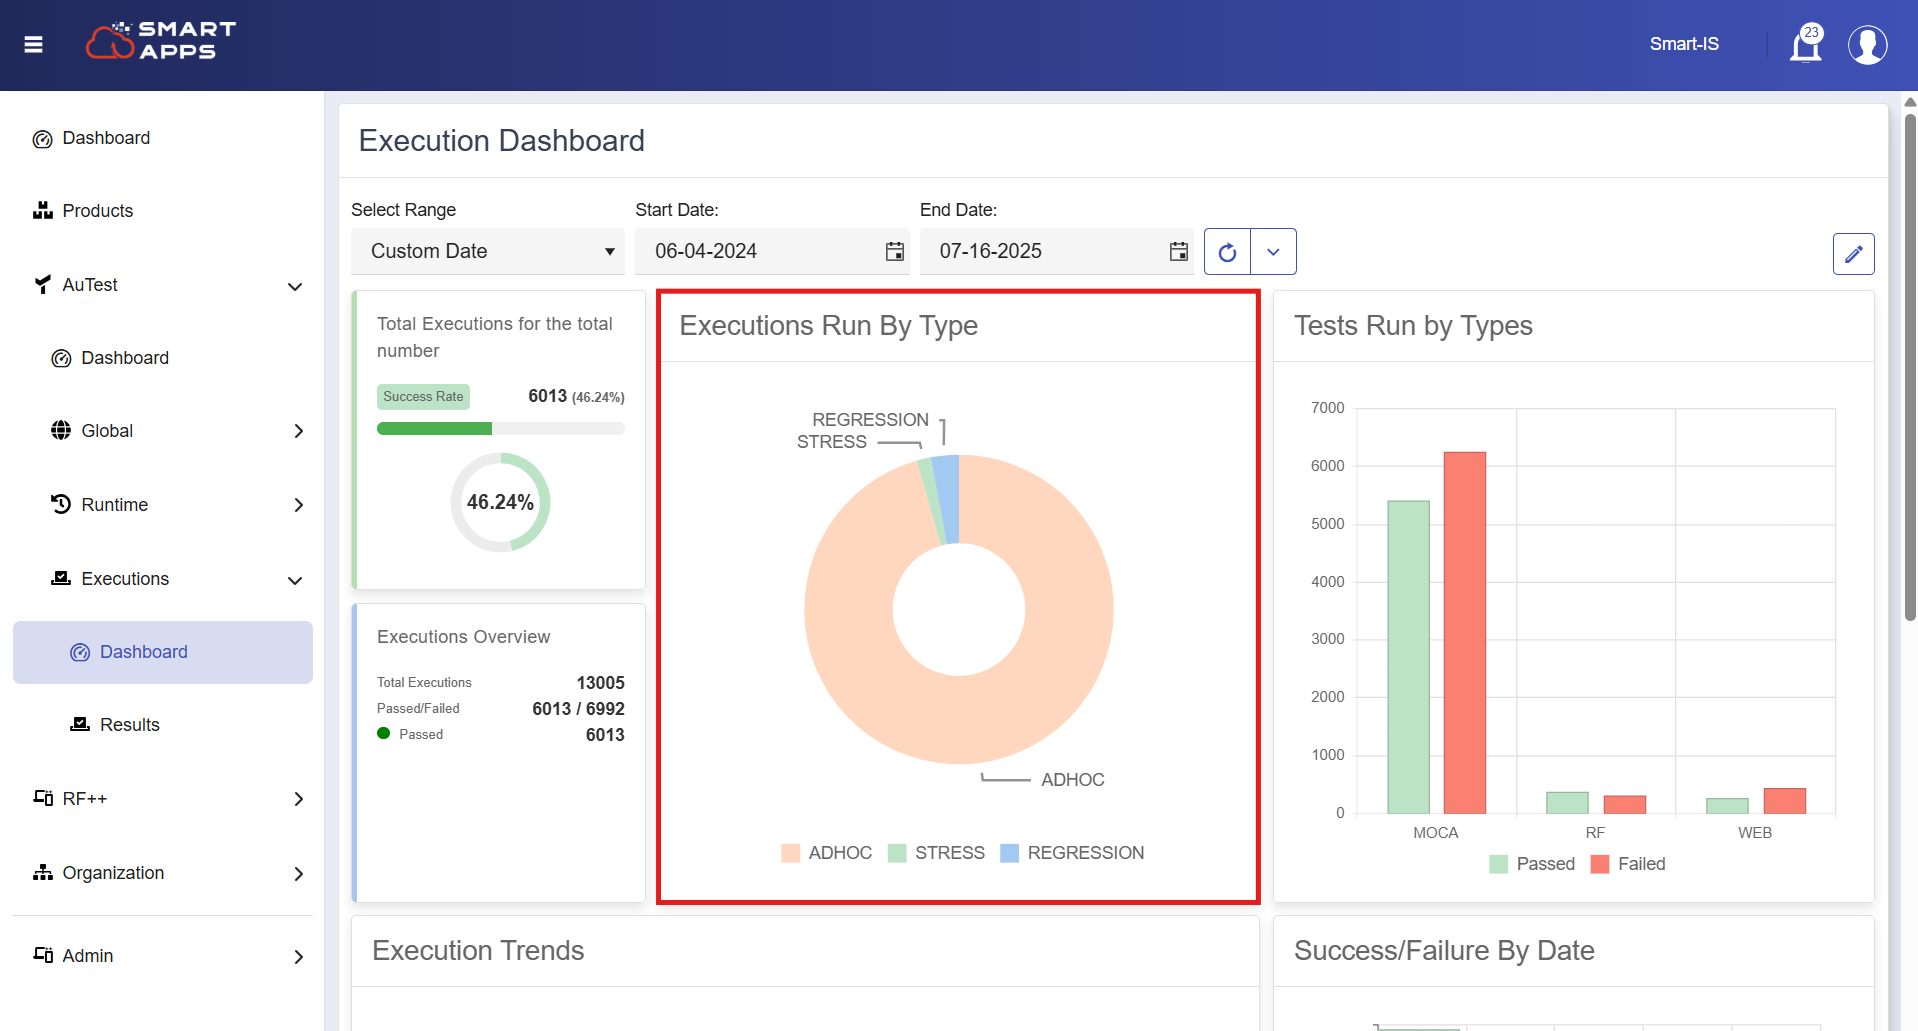 SMART
APPS
Smart-IS
23
Dashboard
Products
AuTest
Dashboard
Global
Runtime
Executions
Dashboard
Results
RF++
Organization
Admin
Execution Dashboard
Select Range
Start Date:
End Date:
Custom Date
06-04-2024
07-16-2025
Total Executions for the total
number
Success Rate
6013 (46.24%)
46.24%
Executions Overview
Total Executions
13005
Passed/Failed
6013 / 6992
Passed
6013
Executions Run By Type
REGRESSION
STRESS
ADHOC
ADHOC
STRESS
REGRESSION
Tests Run by Types
7000
6000
5000
4000
3000
2000
1000
0
MOCA
RF
WEB
Passed
Failed
Execution Trends
Success/Failure By Date